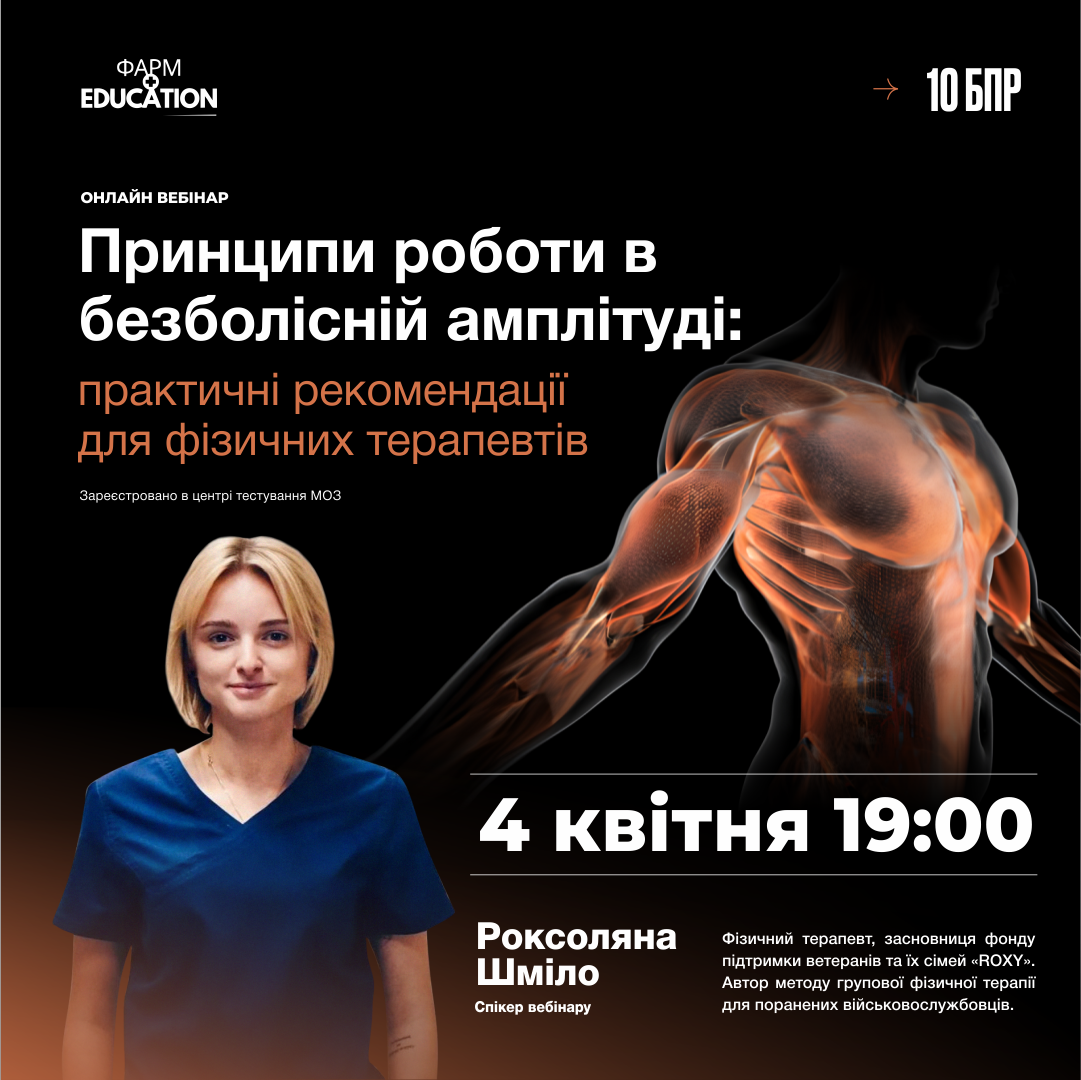 ФАРМ
EDUCATION
10 БПР
ОНЛАЙН ВЕБІНАР
Принципи роботи в
безболісній амплітуді:
практичні рекомендації
для фізичних терапевтів
Зареєстровано в центрі тестування МОЗ
4 квітня 19:00
Роксоляна
Шміло
Спікер вебінару
Фізичний терапевт, засновниця фонду
підтримки ветеранів та їх сімей «ROXY».
Автор методу групової фізичної терапії
для поранених військовослужбовців.